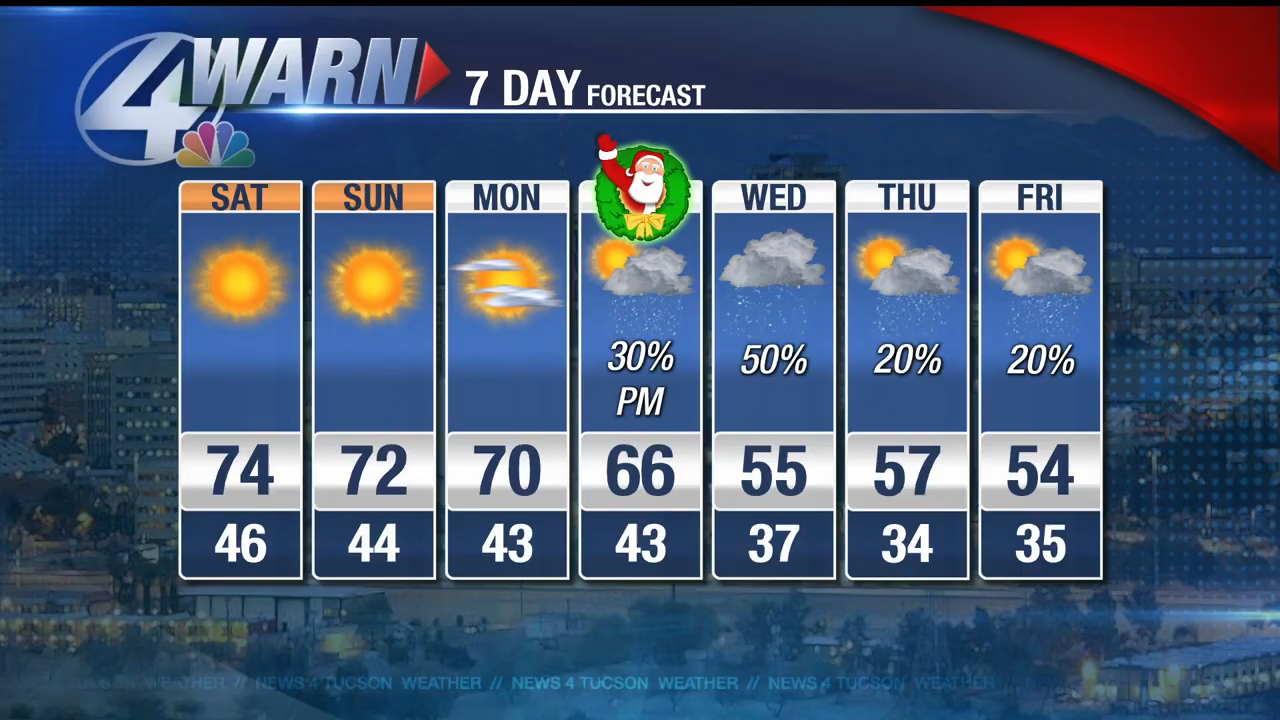 4WARN 7 DAY FORECAST
SAT SUN MON WED THU FRI
30% 50% 20% 20%
PM
74 72 70 66 55 57 54
46 44 43 43 37 34 35
WEATHER // NEWS 4 TUCSON WEATHER // NEWS 4 TUCSON WEATHER // NEWS 4 TUCSON WEATHER //